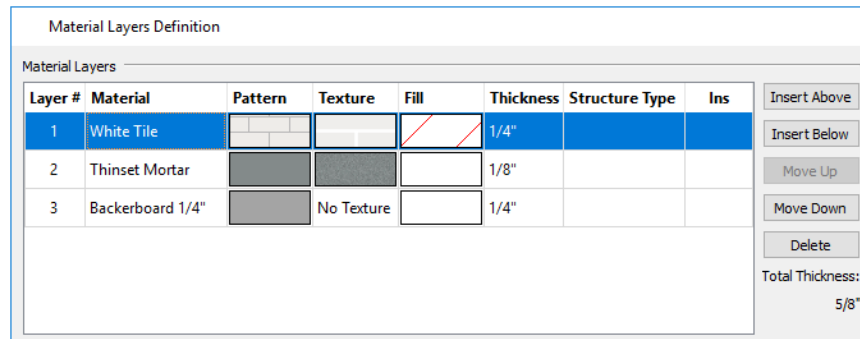 Material Layers Definition
Material Layers
Layer # Material Pattern Texture Fill Thickness Structure Type Ins
1 White Tile 1/4"
2 Thinset Mortar 1/8"
3 Backerboard 1/4" No Texture 1/4"
Insert Above
Insert Below
Move Up
Move Down
Delete
Total Thickness:
5/8"